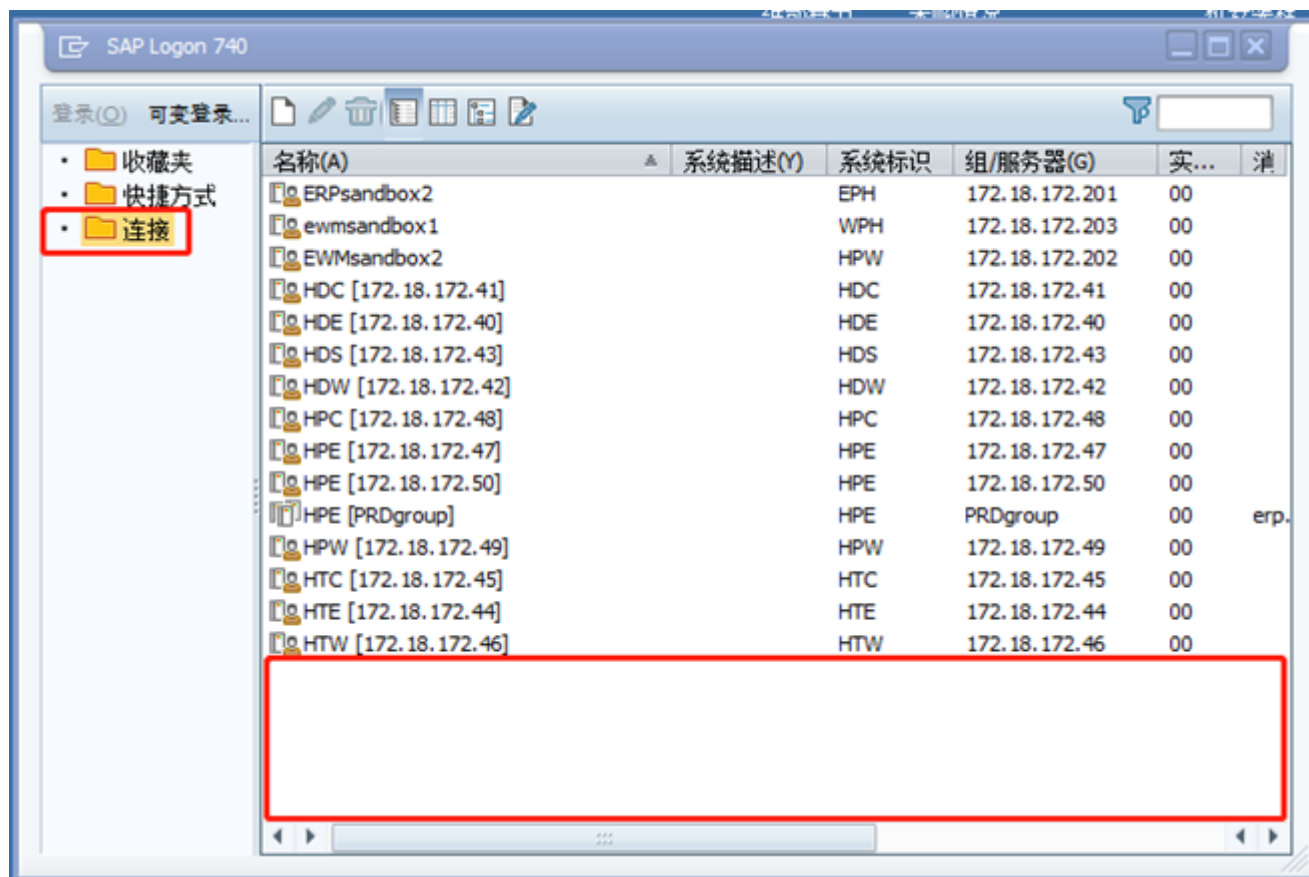 SAP Logon 740
登录(O) 可变登录...
收藏夹
快捷方式
连接
名称(A) 系统描述(Y) 系统标识 组/服务器(G) 实... 消
ERPsandbox2 EPH 172.18.172.201 00
ewmsandbox1 WPH 172.18.172.203 00
EWMsandbox2 HPW 172.18.172.202 00
HDC [172.18.172.41] HDC 172.18.172.41 00
HDE [172.18.172.40] HDE 172.18.172.40 00
HDS [172.18.172.43] HDS 172.18.172.43 00
HDW [172.18.172.42] HDW 172.18.172.42 00
HPC [172.18.172.48] HPC 172.18.172.48 00
HPE [172.18.172.47] HPE 172.18.172.47 00
HPE [172.18.172.50] HPE 172.18.172.50 00
HPE [PRDgroup] HPE PRDgroup 00 erp.
HPW [172.18.172.49] HPW 172.18.172.49 00
HTC [172.18.172.45] HTC 172.18.172.45 00
HTE [172.18.172.44] HTE 172.18.172.44 00
HTW [172.18.172.46] HTW 172.18.172.46 00